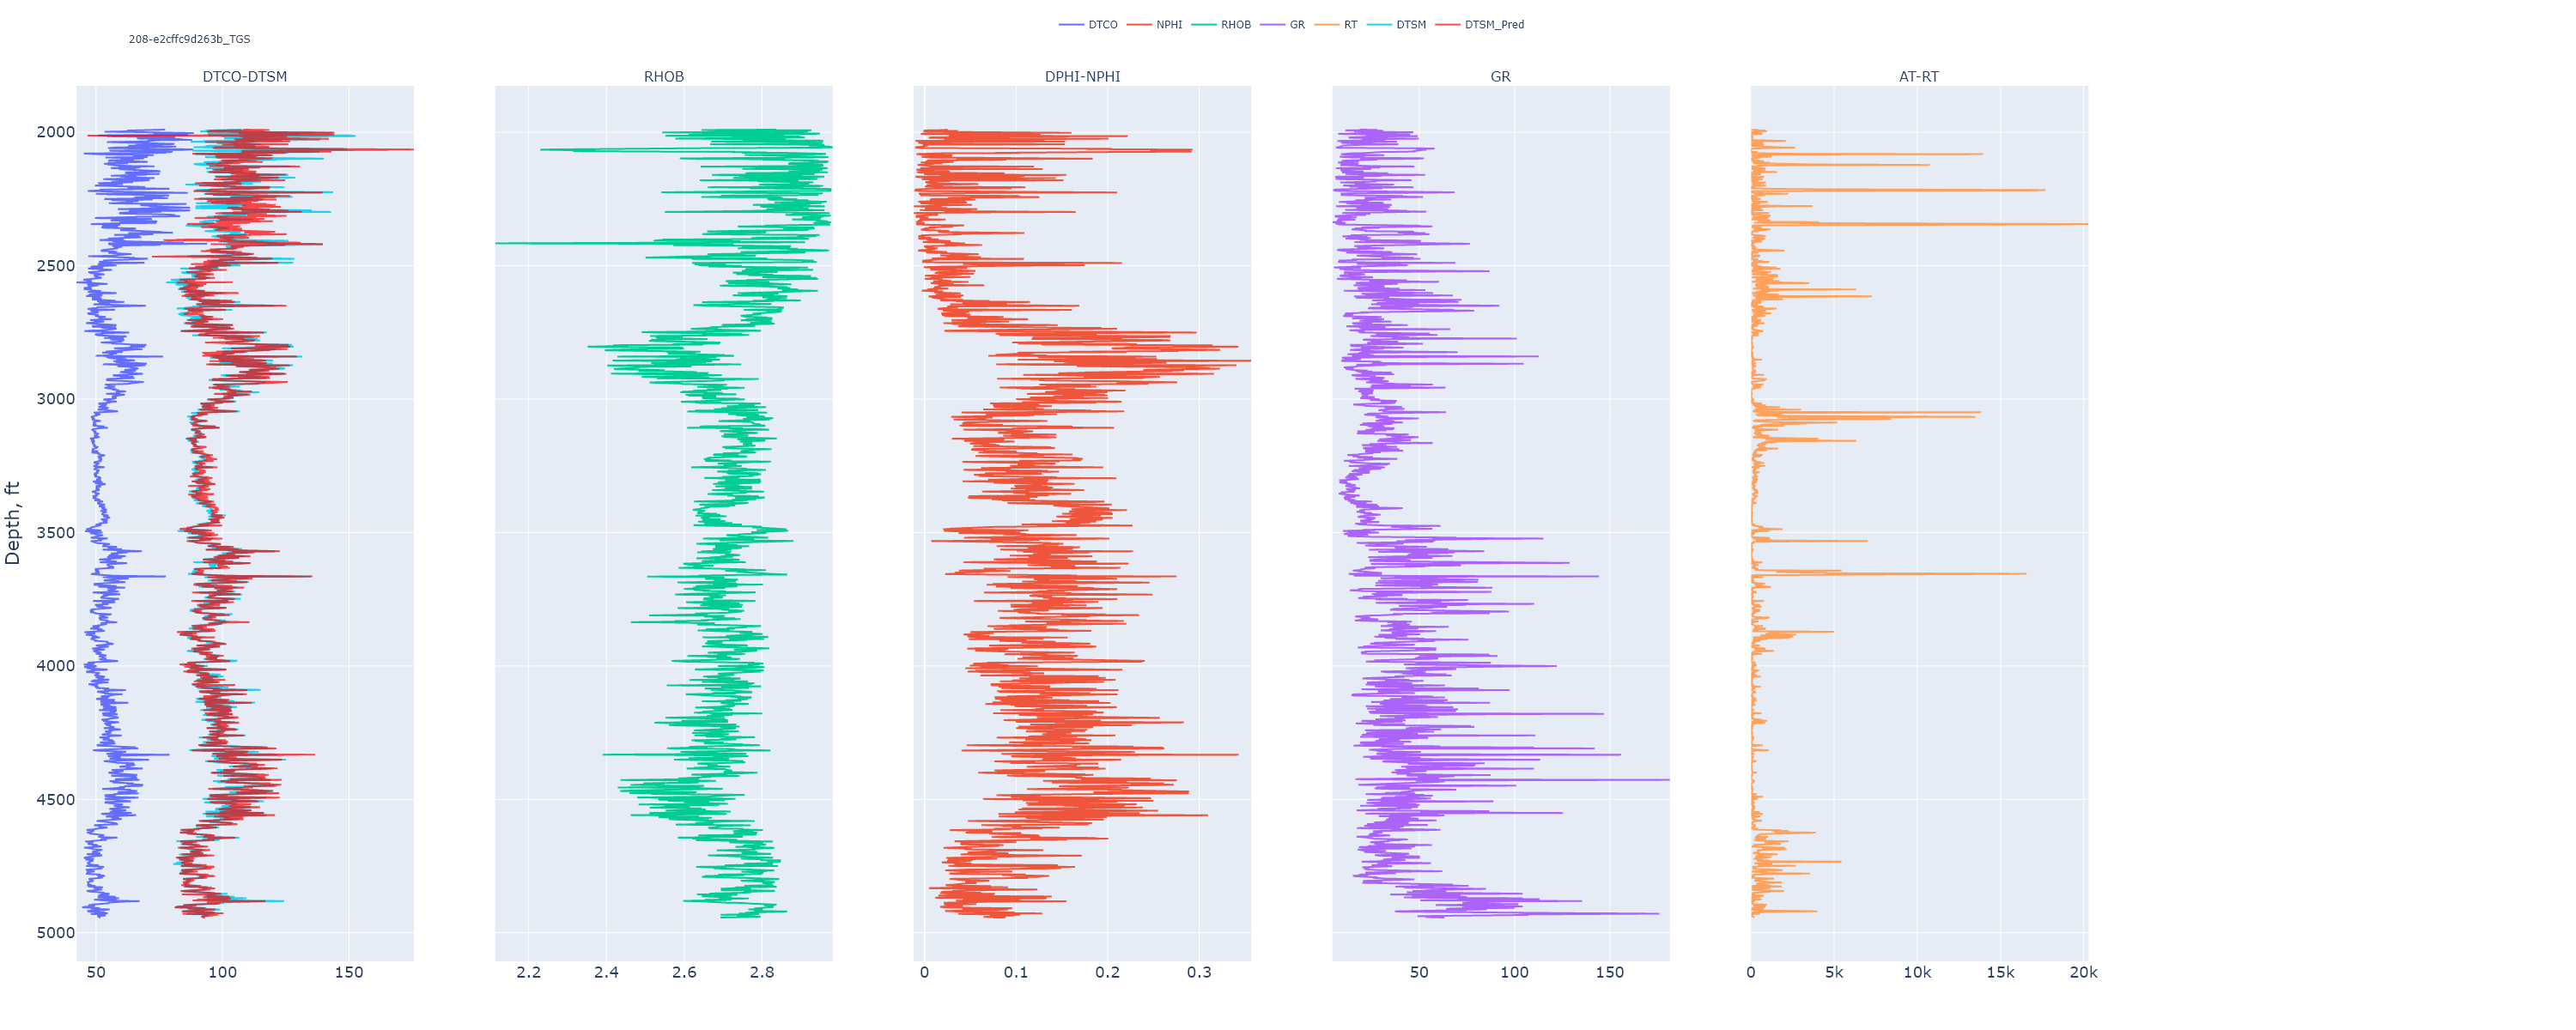 DTCO NPHI RHOB GR RT DTSM DTSM_Pred
208-e2cffc9d263b_TGS
DTCO-DTSM RHOB DPHI-NPHI GR AT-RT
Depth, ft
2000
2500
3000
3500
4000
4500
5000
50 100 150 2.2 2.4 2.6 2.8 0 0.1 0.2 0.3 50 100 150 0 5k 10k 15k 20k